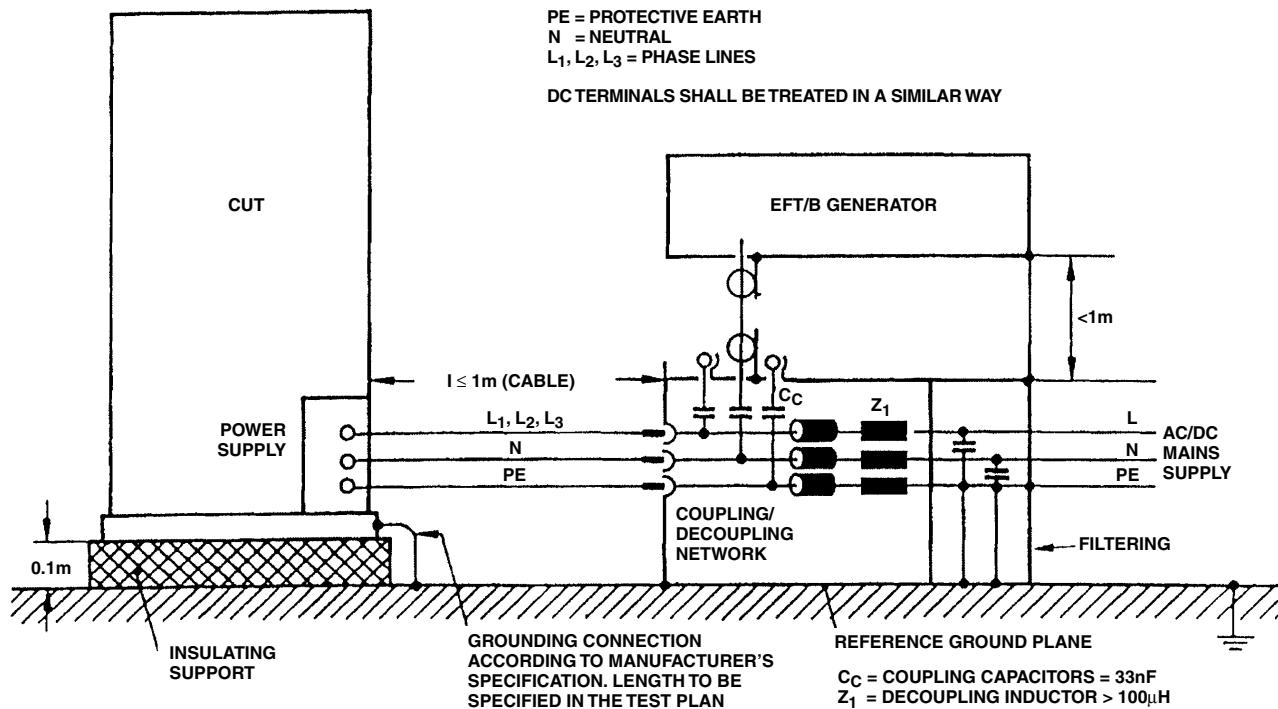 PE = PROTECTIVE EARTH
N = NEUTRAL
L1, L2, L3 = PHASE LINES
DC TERMINALS SHALL BE TREATED IN A SIMILAR WAY
CUT
EFT/B GENERATOR
<1m
l ≤ 1m (CABLE)
CC
Z1
POWER
SUPPLY
L1, L2, L3
N
PE
L
N
PE
AC/DC
MAINS
SUPPLY
COUPLING/
DECOUPLING
NETWORK
FILTERING
0.1m
INSULATING
SUPPORT
GROUNDING CONNECTION
ACCORDING TO MANUFACTURER'S
SPECIFICATION. LENGTH TO BE
SPECIFIED IN THE TEST PLAN
REFERENCE GROUND PLANE
CC = COUPLING CAPACITORS = 33nF
Z1 = DECOUPLING INDUCTOR > 100μH